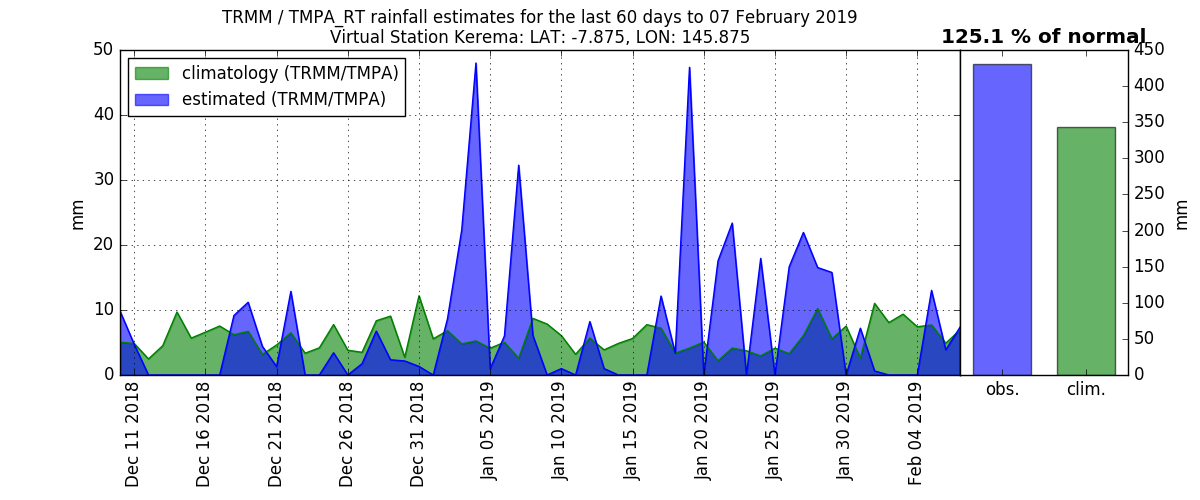 TRMM / TMPA_RT rainfall estimates for the last 60 days to 07 February 2019
Virtual Station Kerema: LAT: -7.875, LON: 145.875
125.1 % of normal
climatology (TRMM/TMPA)
estimated (TRMM/TMPA)
50
40
30
20
10
0
mm
Dec 11 2018
Dec 16 2018
Dec 21 2018
Dec 26 2018
Dec 31 2018
Jan 05 2019
Jan 10 2019
Jan 15 2019
Jan 20 2019
Jan 25 2019
Jan 30 2019
Feb 04 2019
obs.
clim.
450
400
350
300
250
200
150
100
50
0
mm